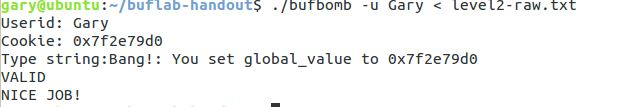 gary@ubuntu:~/buflab-handout$ ./bufbomb -u Gary < level2-raw.txt
Userid: Gary
Cookie: 0x7f2e79d0
Type string:Bang!: You set global_value to 0x7f2e79d0
VALID
NICE JOB!